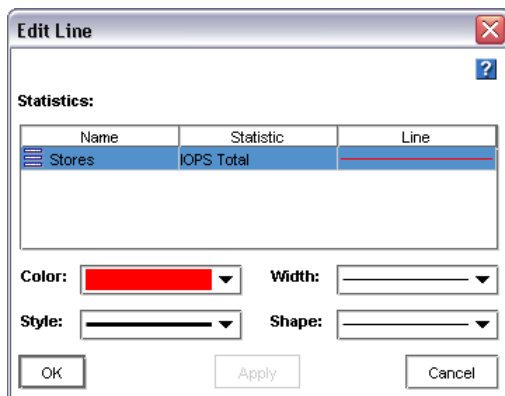 Edit Line
?
Statistics:
Name Statistic Line
Stores IOPS Total
Color: Width:
Style: Shape:
OK Apply Cancel